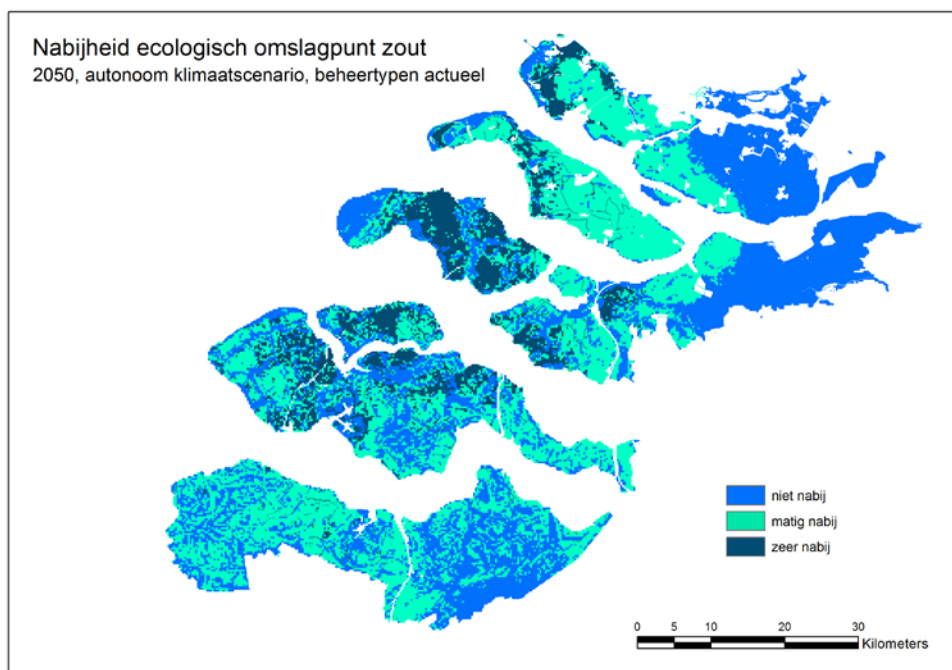 Nabijheid ecologisch omslagpunt zout
2050, autonoom klimaatscenario, beheertypen actueel
niet nabij
matig nabij
zeer nabij
0 5 10 20 30
Kilometers